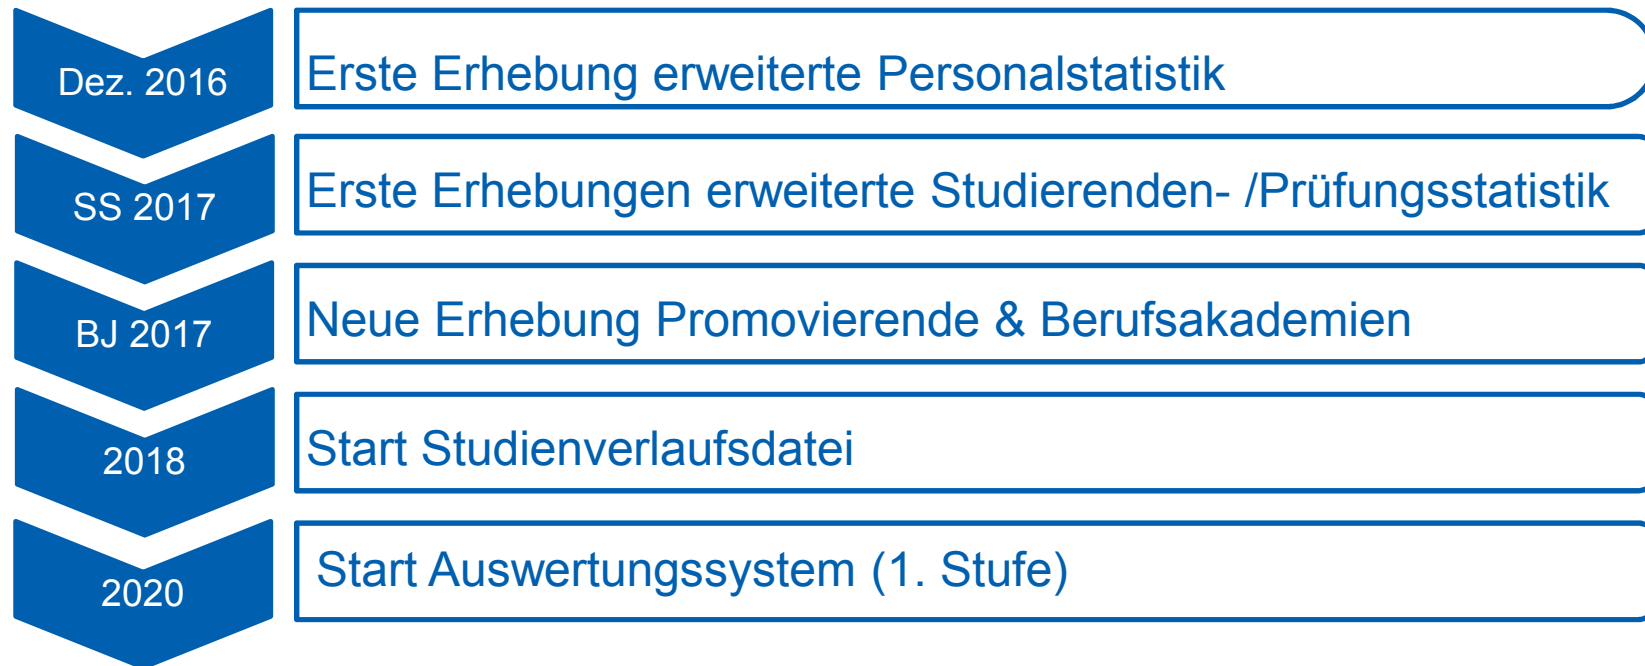 Dez. 2016
Erste Erhebung erweiterte Personalstatistik
SS 2017
Erste Erhebungen erweiterte Studierenden- /Prüfungsstatistik
BJ 2017
Neue Erhebung Promovierende & Berufsakademien
2018
Start Studienverlaufsdatei
2020
Start Auswertungssystem (1. Stufe)